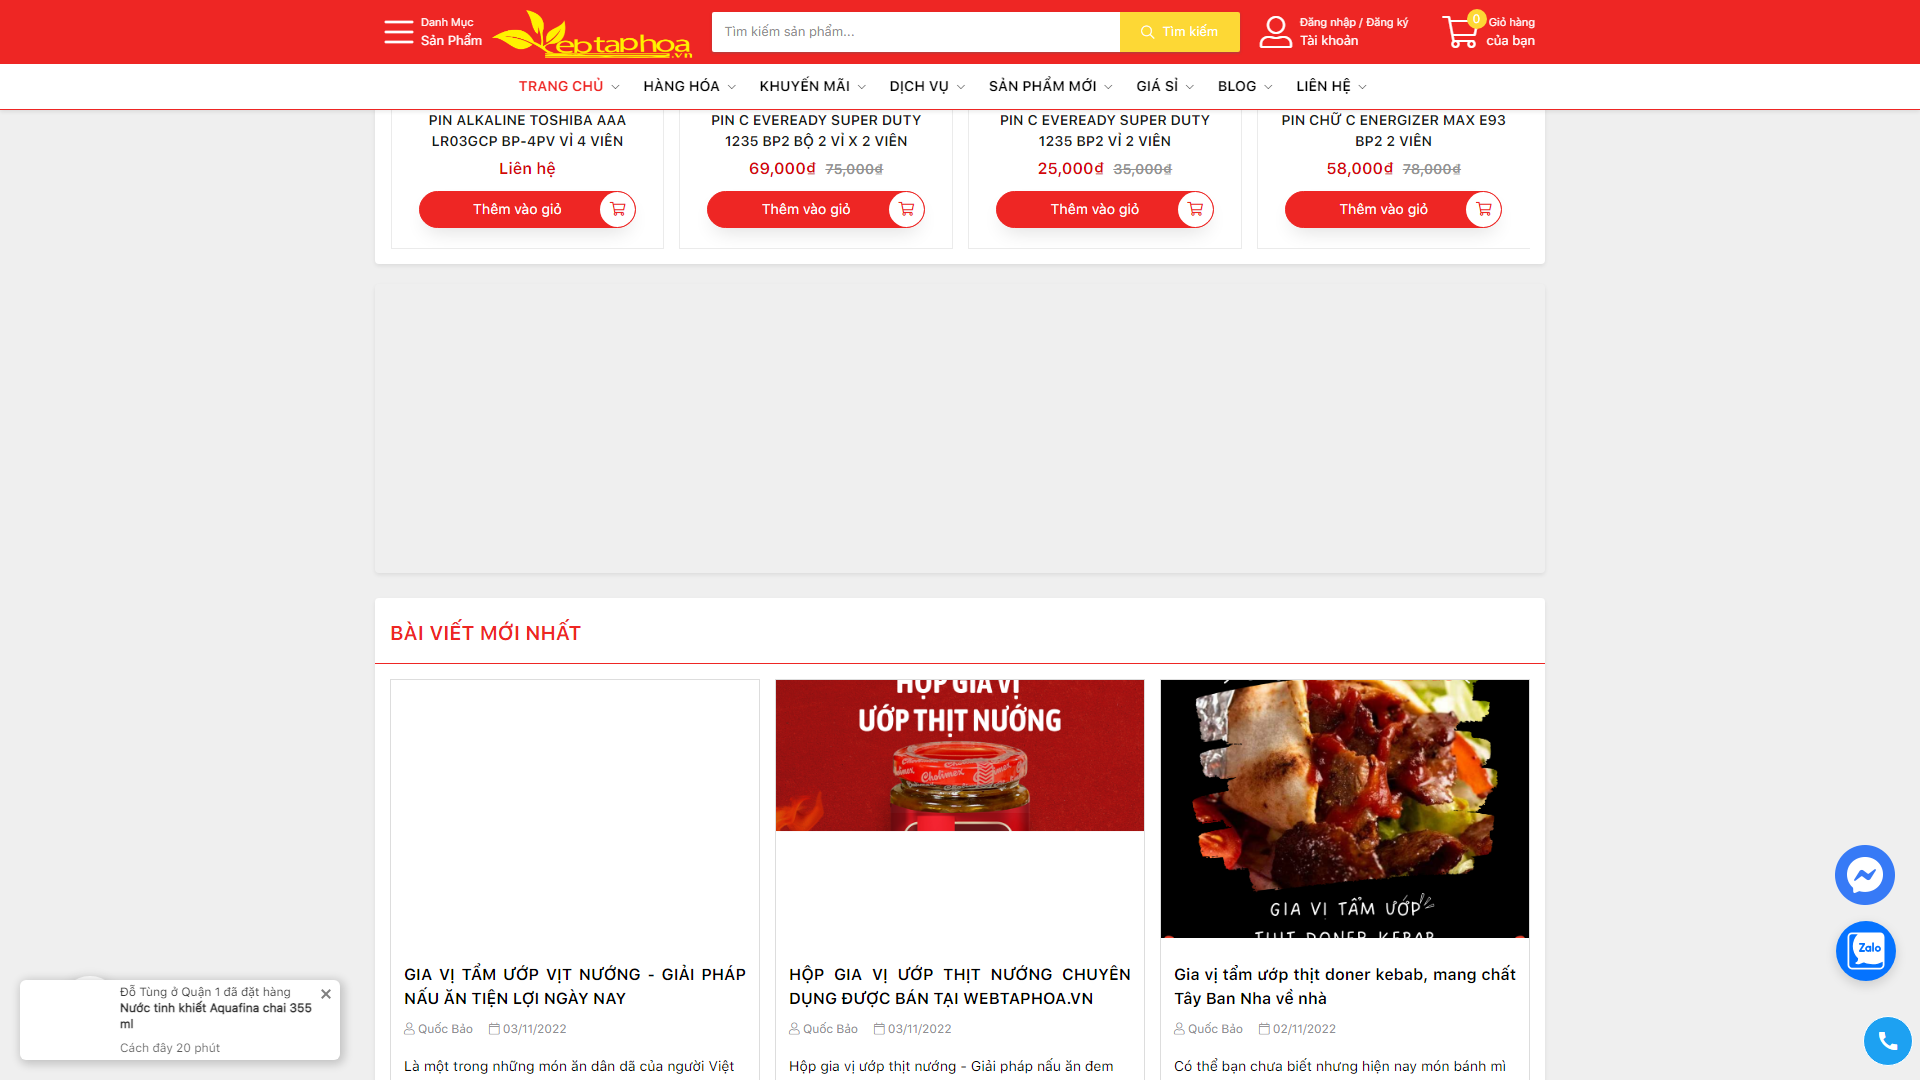 Danh Mục
Sản Phẩm
ebtaphoa
.vn
Tìm kiếm sản phẩm...
Tìm kiếm
Đăng nhập / Đăng ký
Tài khoản
0
Giỏ hàng
của bạn
TRANG CHỦ
HÀNG HÓA
KHUYẾN MÃI
DỊCH VỤ
SẢN PHẨM MỚI
GIÁ SỈ
BLOG
LIÊN HỆ
PIN ALKALINE TOSHIBA AAA
LR03GCP BP-4PV VỈ 4 VIÊN
Liên hệ
Thêm vào giỏ
PIN C EVEREADY SUPER DUTY
1235 BP2 BỘ 2 VỈ X 2 VIÊN
69,000₫ 75,000₫
Thêm vào giỏ
PIN C EVEREADY SUPER DUTY
1235 BP2 VỈ 2 VIÊN
25,000₫ 35,000₫
Thêm vào giỏ
PIN CHỮ C ENERGIZER MAX E93
BP2 2 VIÊN
58,000₫ 78,000₫
Thêm vào giỏ
BÀI VIẾT MỚI NHẤT
GIA VỊ TẨM ƯỚP VỊT NƯỚNG - GIẢI PHÁP
NẤU ĂN TIỆN LỢI NGÀY NAY
Quốc Bảo 03/11/2022
Là một trong những món ăn dân dã của người Việt
HỘP GIA VỊ
ƯỚP THỊT NƯỚNG
Cholimex
HỘP GIA VỊ ƯỚP THỊT NƯỚNG CHUYÊN
DỤNG ĐƯỢC BÁN TẠI WEBTAPHOA.VN
Quốc Bảo 03/11/2022
Hộp gia vị ướp thịt nướng - Giải pháp nấu ăn đem
GIA VỊ TẨM ƯỚP
THỊT DONER KEBAB
Gia vị tẩm ướp thịt doner kebab, mang chất
Tây Ban Nha về nhà
Quốc Bảo 02/11/2022
Có thể bạn chưa biết nhưng hiện nay món bánh mì
Đỗ Tùng ở Quận 1 đã đặt hàng
Nước tinh khiết Aquafina chai 355
ml
Cách đây 20 phút
Zalo